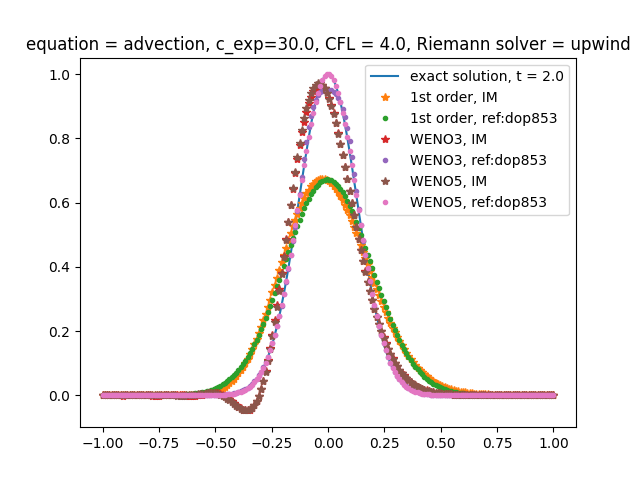 equation = advection, c_exp=30.0, CFL = 4.0, Riemann solver = upwind
exact solution, t = 2.0
1st order, IM
1st order, ref:dop853
WENO3, IM
WENO3, ref:dop853
WENO5, IM
WENO5, ref:dop853
1.0
0.8
0.6
0.4
0.2
0.0
−1.00 −0.75 −0.50 −0.25 0.00 0.25 0.50 0.75 1.00